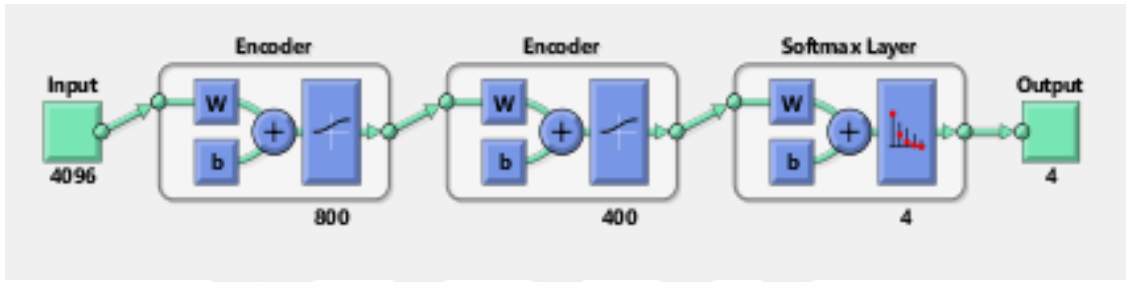 Encoder
Encoder
Softmax Layer
Input
Output
W
W
W
+
+
+
b
b
b
4096
4
800
400
4